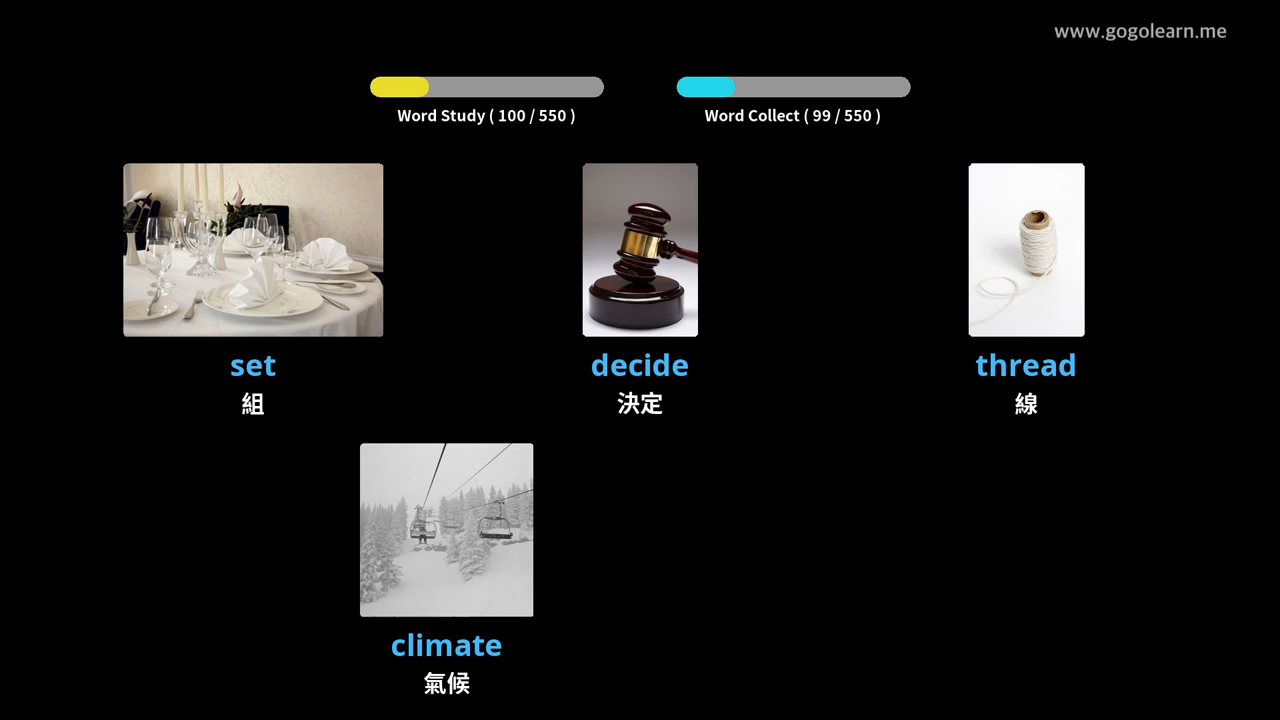 www.gogolearn.me
Word Study ( 100 / 550 )
Word Collect ( 99 / 550 )
set
組
decide
決定
thread
線
climate
氣候